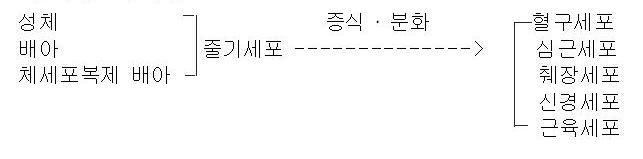 성체
배아
체세포복제 배아
줄기세포
증식 · 분화
혈구세포
심근세포
췌장세포
신경세포
근육세포